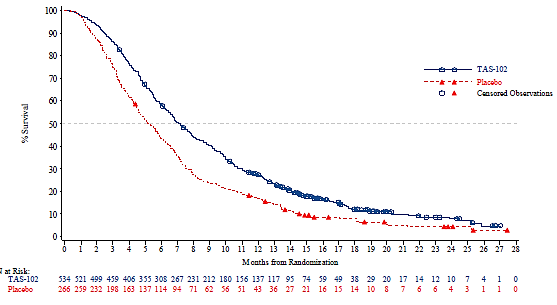 100
90
80
70
60
50
40
30
20
10
0
% Survival
TAS-102
Placebo
Censored Observations
0 1 2 3 4 5 6 7 8 9 10 11 12 13 14 15 16 17 18 19 20 21 22 23 24 25 26 27 28
Months from Randomization
N at Risk:
TAS-102 534 521 499 459 406 355 308 267 231 212 180 156 137 117 95 74 59 49 38 29 20 17 14 12 10 7 4 1 0
Placebo 266 259 232 198 163 137 114 94 71 62 56 51 43 36 27 21 16 15 14 10 8 7 6 6 4 3 1 1 0